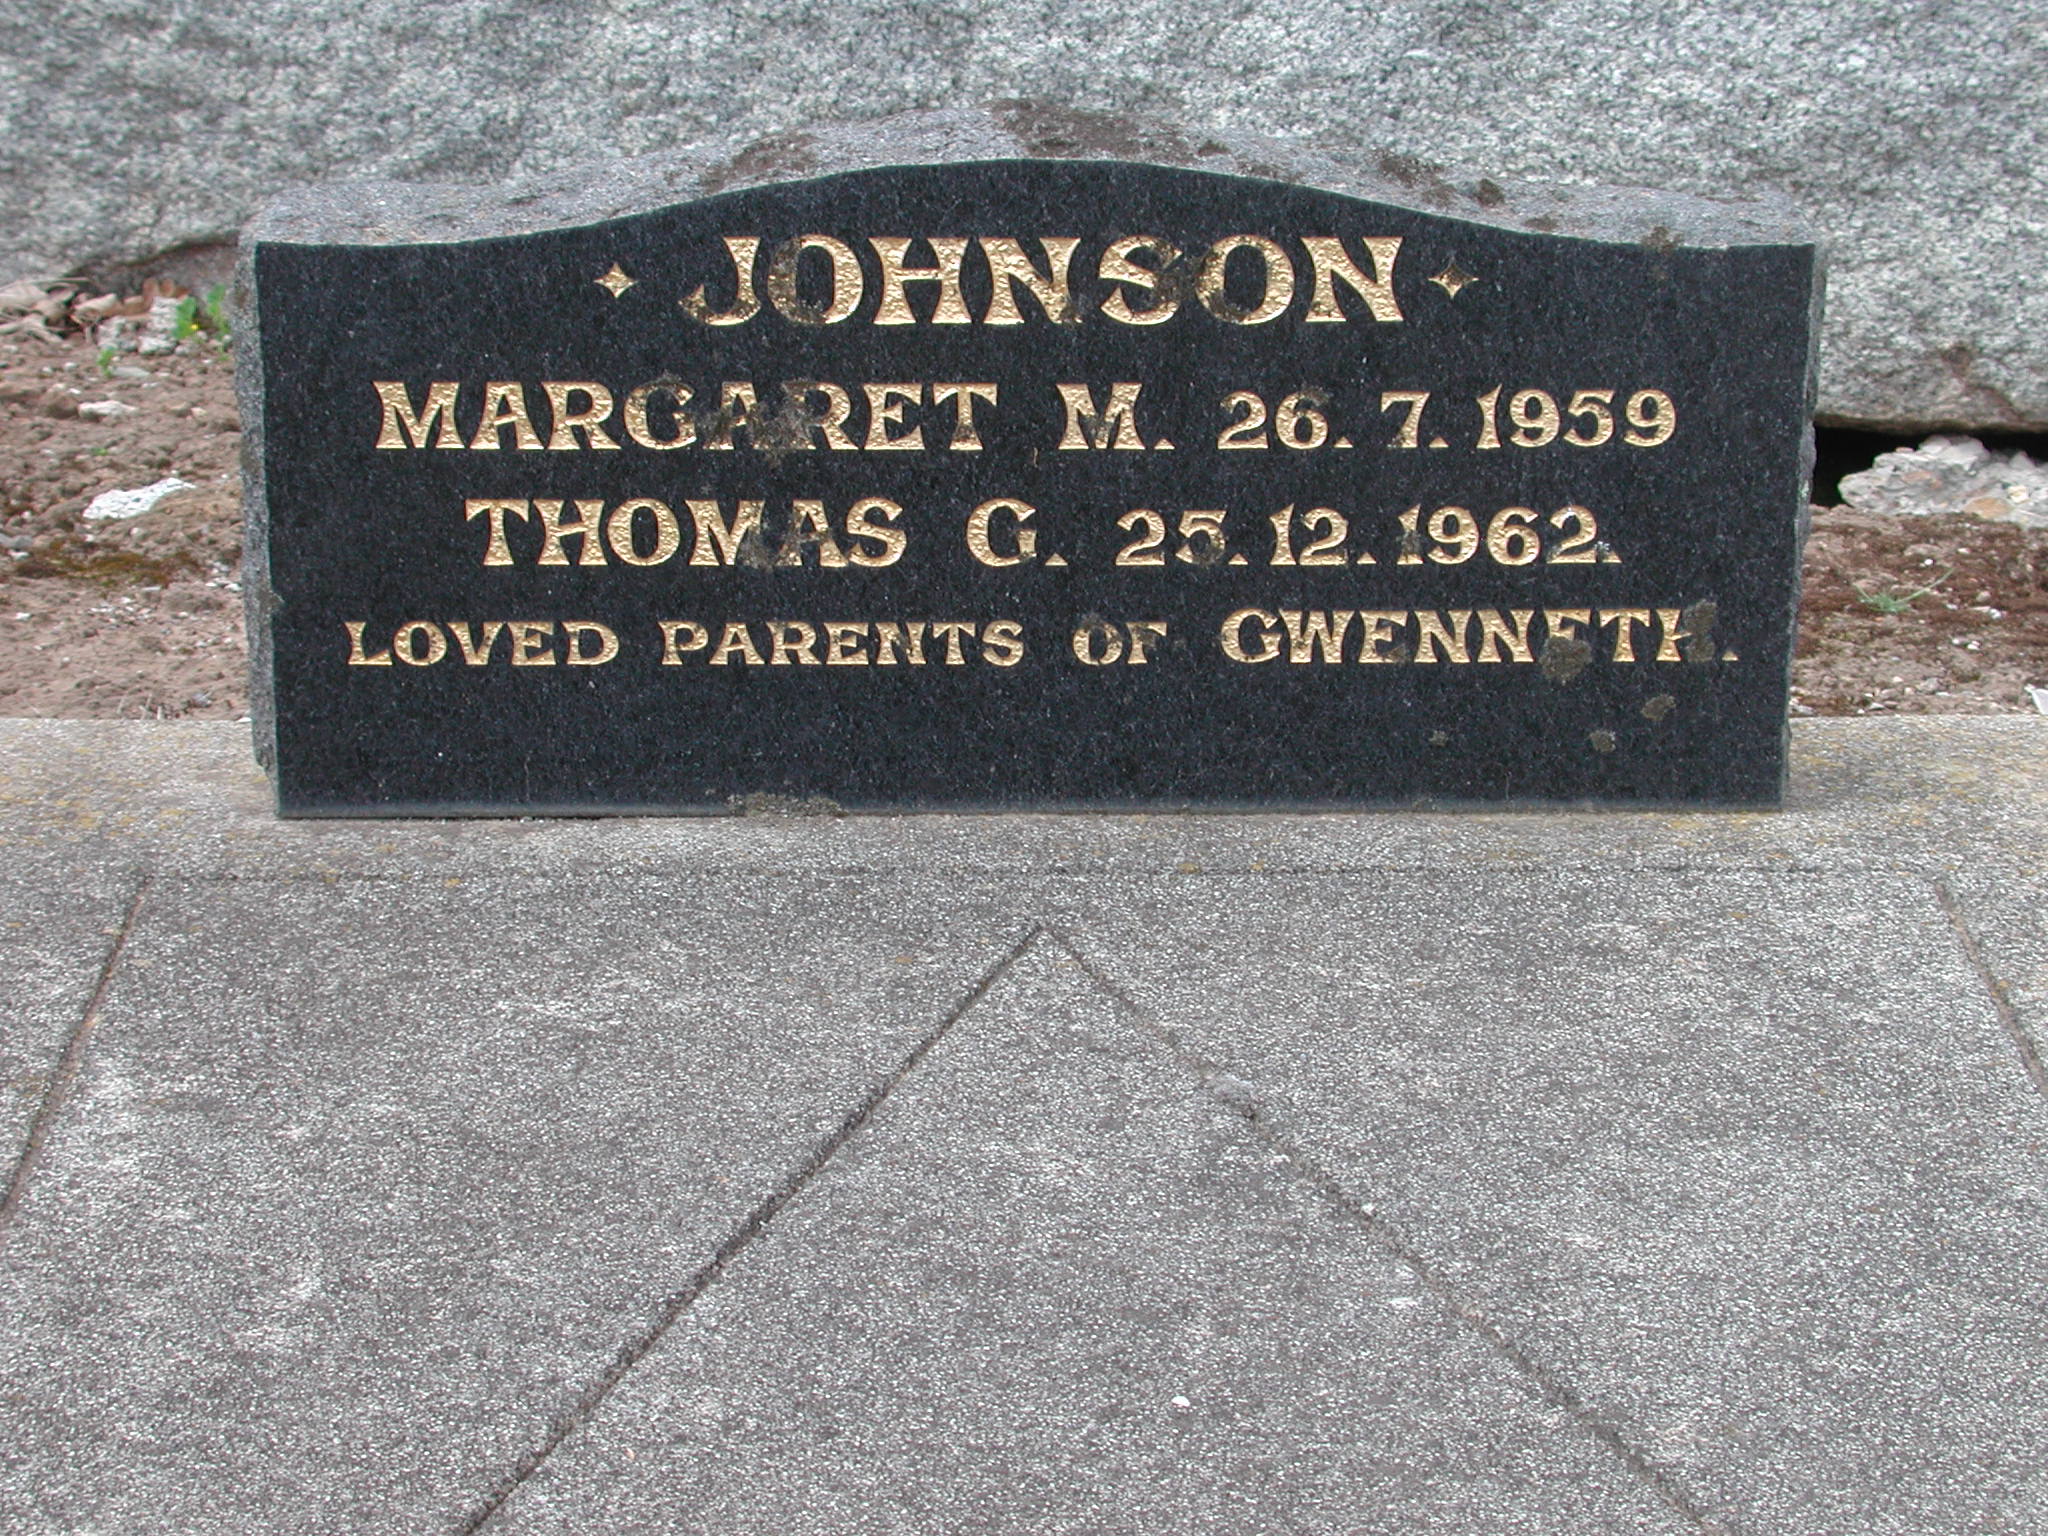 JOHNSON
MARGARET M. 26.7.1959
THOMAS G. 25.12.1962.
LOVED PARENTS OF GWENNETH.